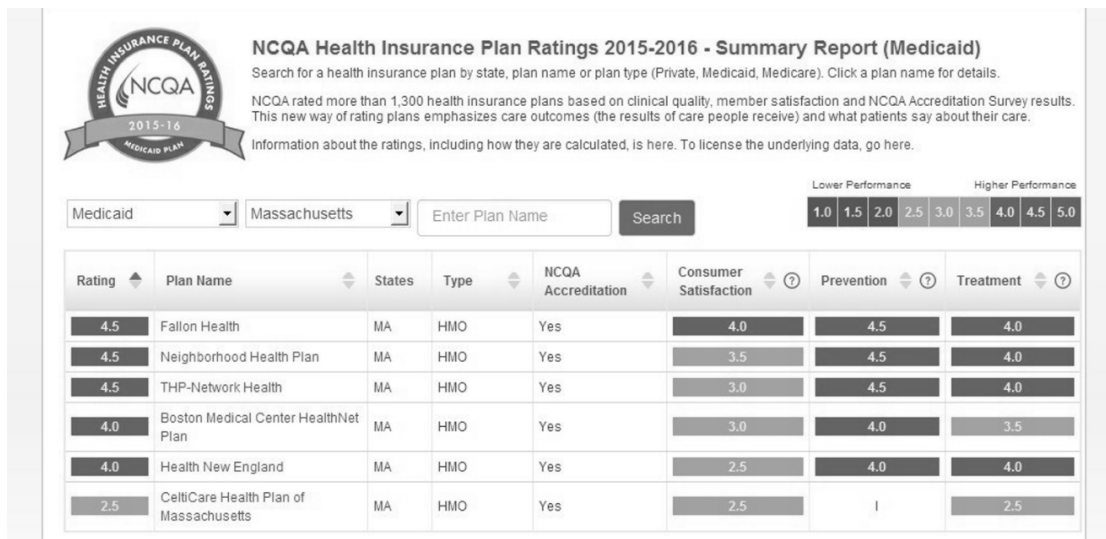 HEALTH INSURANCE PLAN RATINGS
NCQA
2015-16
MEDICAID PLAN
NCQA Health Insurance Plan Ratings 2015-2016 - Summary Report (Medicaid)
Search for a health insurance plan by state, plan name or plan type (Private, Medicaid, Medicare). Click a plan name for details.
NCQA rated more than 1,300 health insurance plans based on clinical quality, member satisfaction and NCQA Accreditation Survey results.
This new way of rating plans emphasizes care outcomes (the results of care people receive) and what patients say about their care.
Information about the ratings, including how they are calculated, is here. To license the underlying data, go here.
Lower Performance Higher Performance
Medicaid Massachusetts Enter Plan Name Search 1.0 1.5 2.0 2.5 3.0 3.5 4.0 4.5 5.0
Rating Plan Name States Type NCQA Accreditation Consumer Satisfaction ? Prevention ? Treatment ?
4.5 Fallon Health MA HMO Yes 4.0 4.5 4.0
4.5 Neighborhood Health Plan MA HMO Yes 3.5 4.5 4.0
4.5 THP-Network Health MA HMO Yes 3.0 4.5 4.0
4.0 Boston Medical Center HealthNet Plan MA HMO Yes 3.0 4.0 3.5
4.0 Health New England MA HMO Yes 2.5 4.0 4.0
2.5 CeltiCare Health Plan of Massachusetts MA HMO Yes 2.5 I 2.5